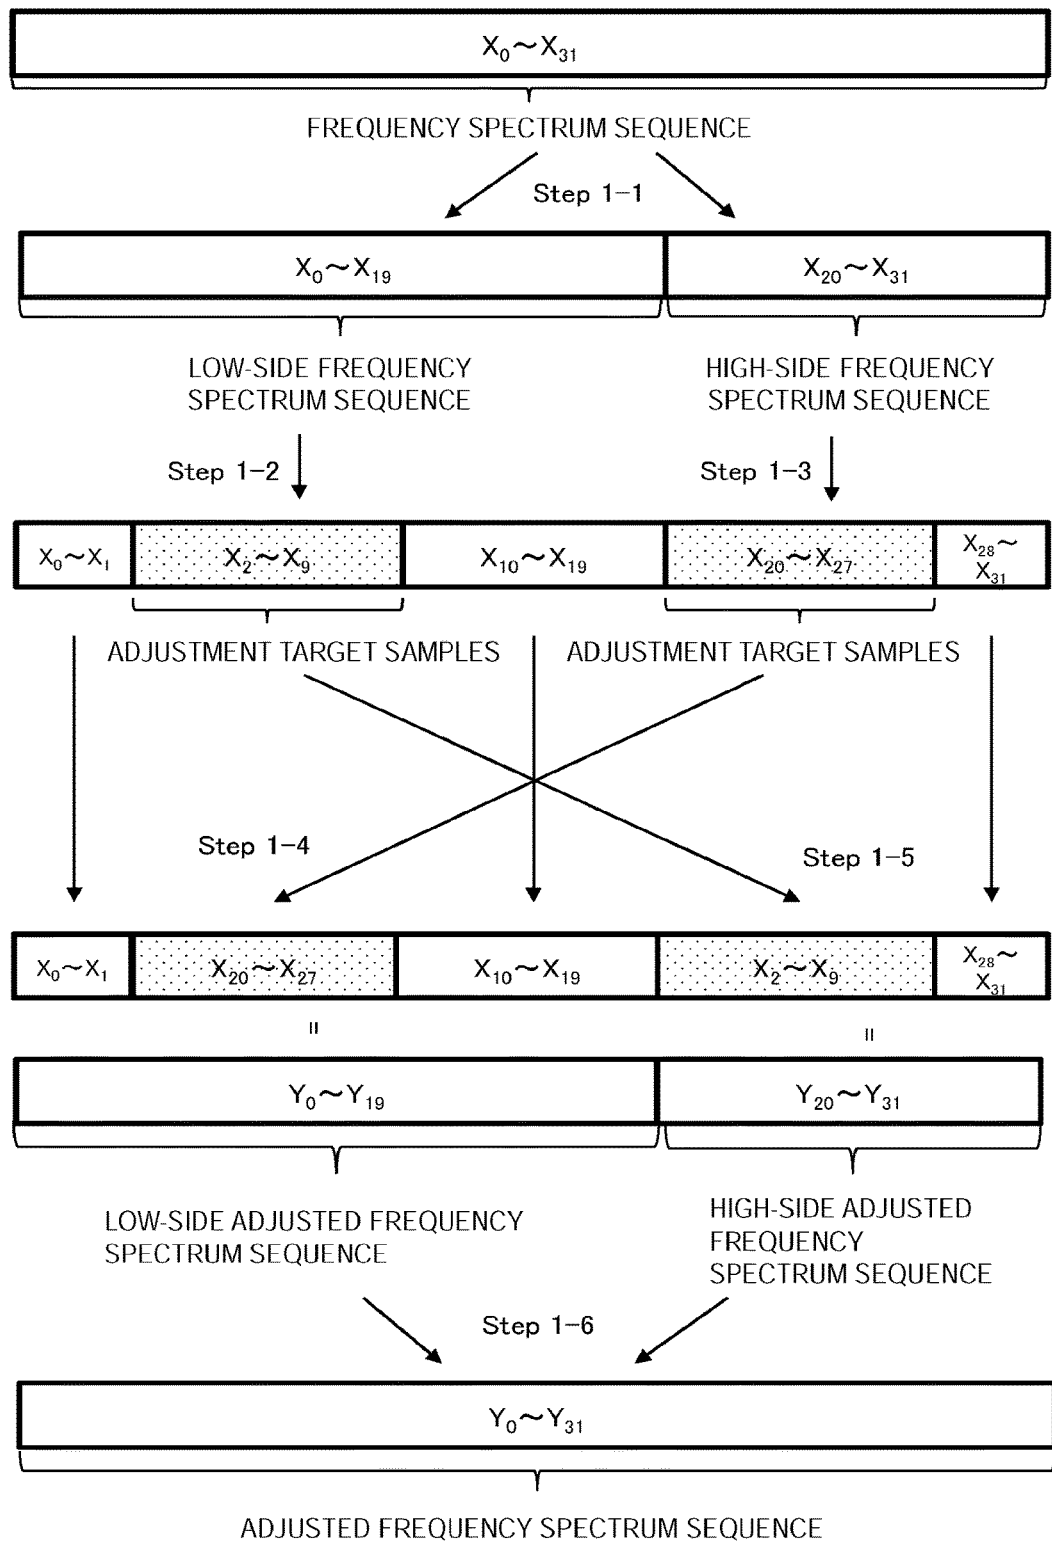 X₀～X₃₁
FREQUENCY SPECTRUM SEQUENCE
Step 1-1
X₀～X₁₉ X₂₀～X₃₁
LOW-SIDE FREQUENCY
SPECTRUM SEQUENCE
HIGH-SIDE FREQUENCY
SPECTRUM SEQUENCE
Step 1-2 Step 1-3
X₀～X₁ X₂～X₉ X₁₀～X₁₉ X₂₀～X₂₇ X₂₈～
X₃₁
ADJUSTMENT TARGET SAMPLES ADJUSTMENT TARGET SAMPLES
Step 1-4 Step 1-5
X₀～X₁ X₂₀～X₂₇ X₁₀～X₁₉ X₂～X₉ X₂₈～
X₃₁
= =
Y₀～Y₁₉ Y₂₀～Y₃₁
LOW-SIDE ADJUSTED FREQUENCY
SPECTRUM SEQUENCE
HIGH-SIDE ADJUSTED
FREQUENCY
SPECTRUM SEQUENCE
Step 1-6
Y₀～Y₃₁
ADJUSTED FREQUENCY SPECTRUM SEQUENCE